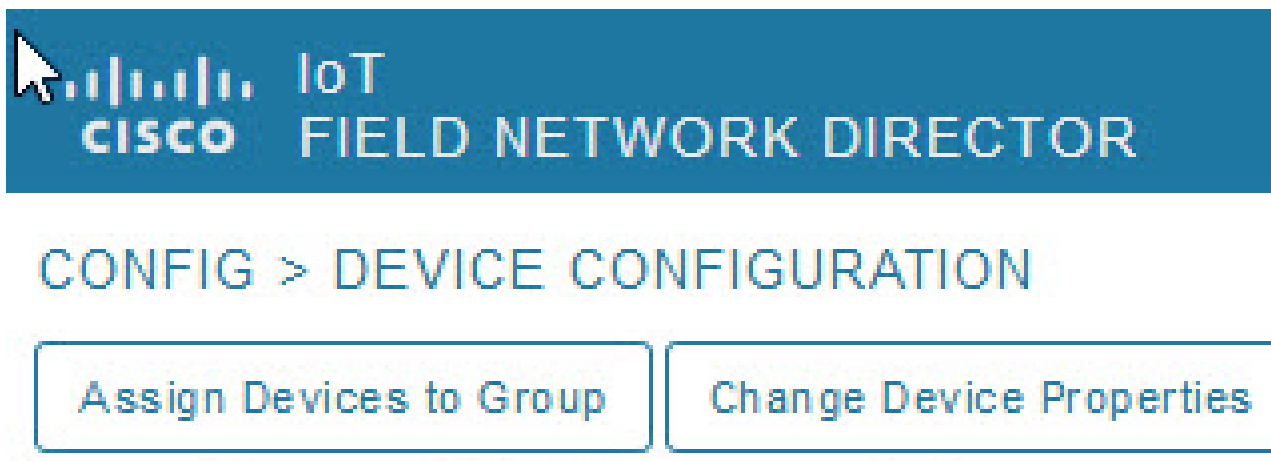 IoT
CISCO FIELD NETWORK DIRECTOR
CONFIG > DEVICE CONFIGURATION
Assign Devices to Group Change Device Properties